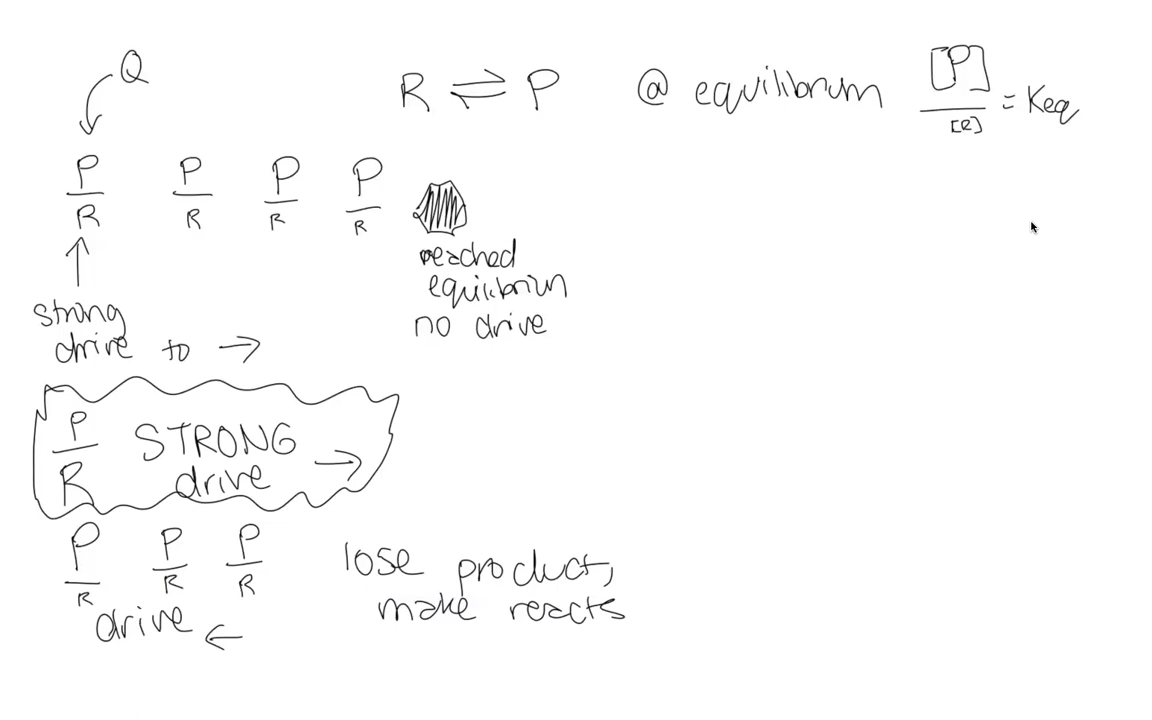 Q
R ⇌ P @ equilibrium [P]/[R] = Keq
P/R P/R P/R P/R
reached
equilibrium
no drive
strong
drive to →
P/R STRONG
drive →
P/R P/R P/R
drive ←
lose product,
make reacts